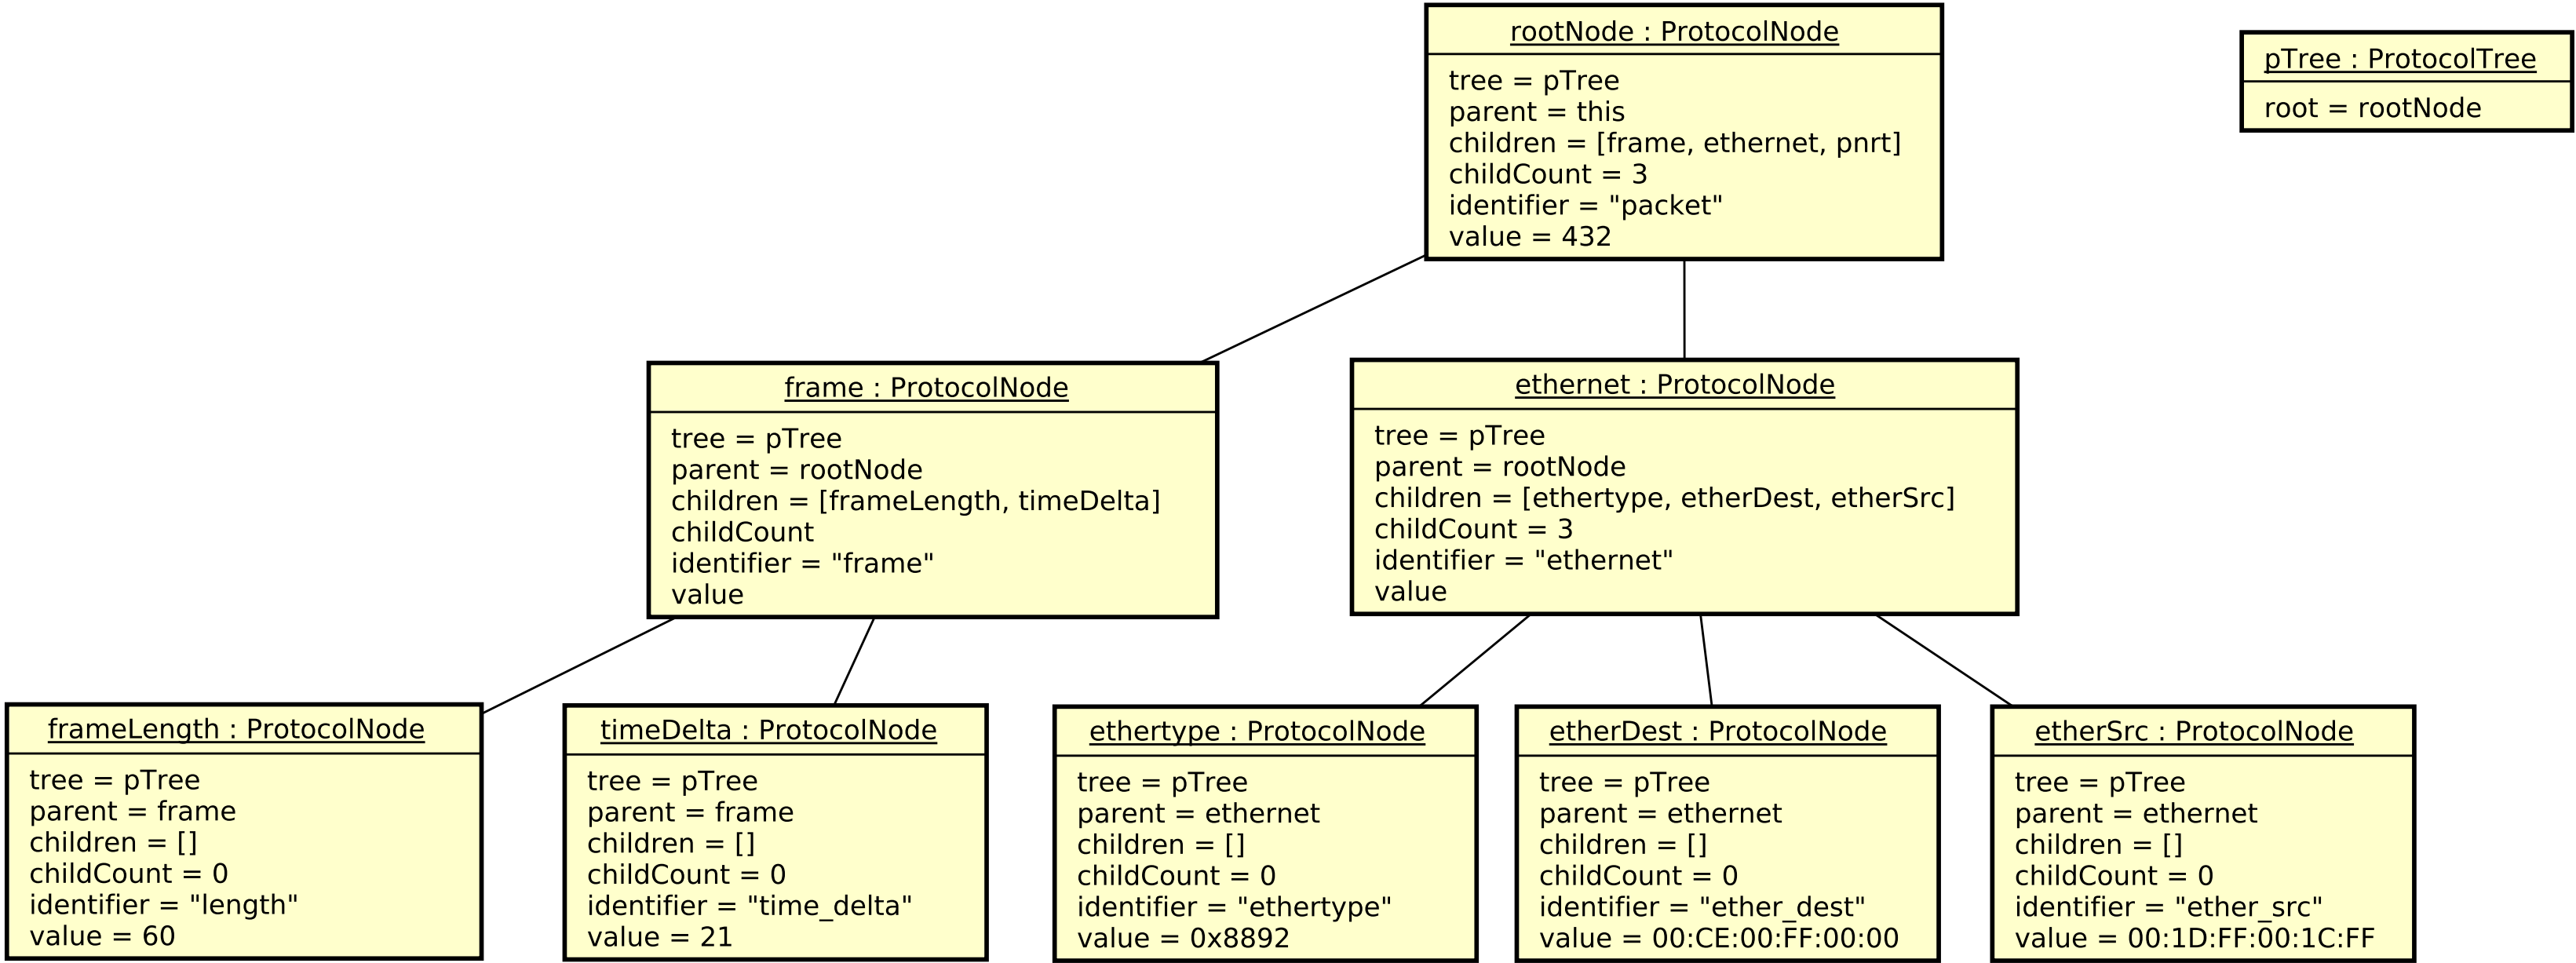 rootNode : ProtocolNode
tree = pTree
parent = this
children = [frame, ethernet, pnrt]
childCount = 3
identifier = "packet"
value = 432
pTree : ProtocolTree
root = rootNode
frame : ProtocolNode
tree = pTree
parent = rootNode
children = [frameLength, timeDelta]
childCount
identifier = "frame"
value
ethernet : ProtocolNode
tree = pTree
parent = rootNode
children = [ethertype, etherDest, etherSrc]
childCount = 3
identifier = "ethernet"
value
frameLength : ProtocolNode
tree = pTree
parent = frame
children = []
childCount = 0
identifier = "length"
value = 60
timeDelta : ProtocolNode
tree = pTree
parent = frame
children = []
childCount = 0
identifier = "time_delta"
value = 21
ethertype : ProtocolNode
tree = pTree
parent = ethernet
children = []
childCount = 0
identifier = "ethertype"
value = 0x8892
etherDest : ProtocolNode
tree = pTree
parent = ethernet
children = []
childCount = 0
identifier = "ether_dest"
value = 00:CE:00:FF:00:00
etherSrc : ProtocolNode
tree = pTree
parent = ethernet
children = []
childCount = 0
identifier = "ether_src"
value = 00:1D:FF:00:1C:FF